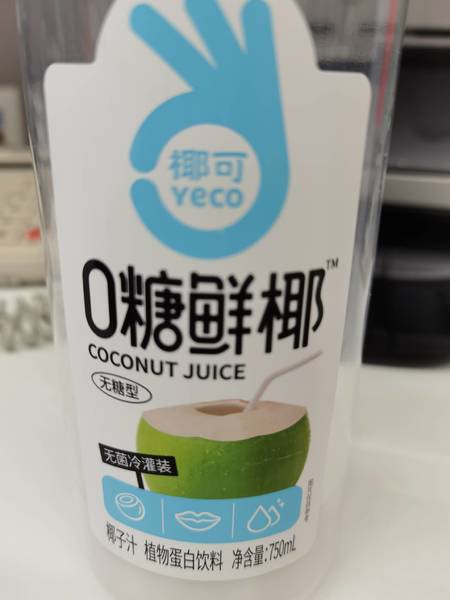 椰可
Yeco
0糖鲜椰™
COCONUT JUICE
无糖型
无菌冷灌装
椰子汁 植物蛋白饮料 净含量:750mL